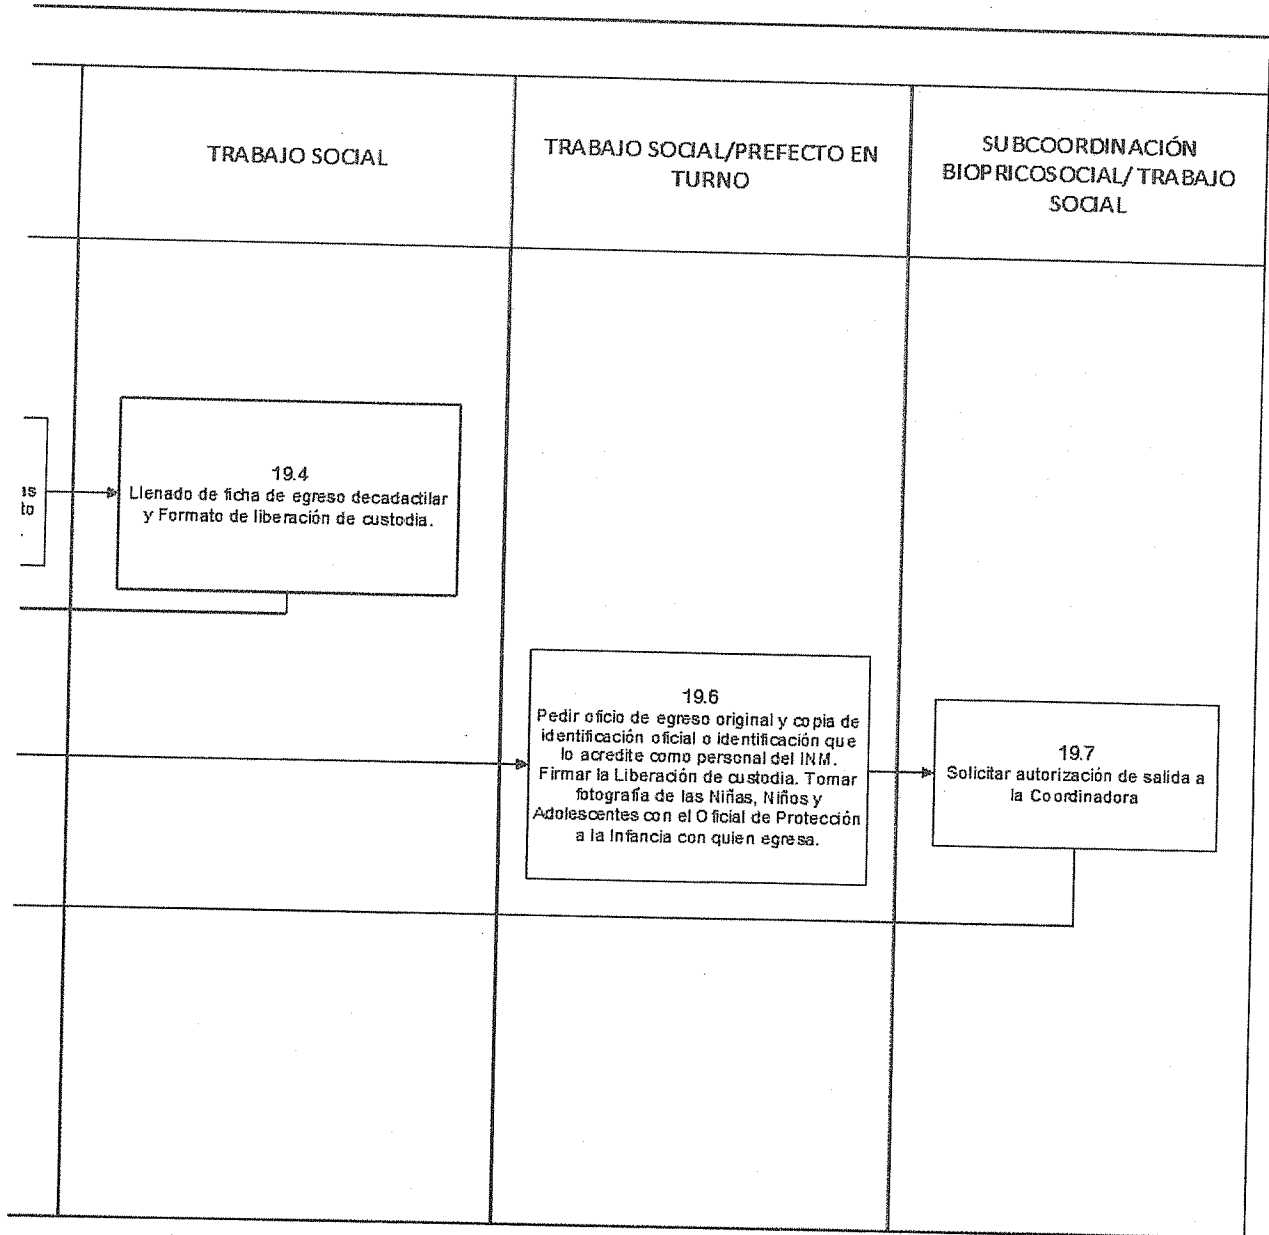 TRABAJO SOCIAL
TRABAJO SOCIAL/PREFECTO EN
TURNO
SUBCOORDINACIÓN
BIOPRICOSOCIAL/TRABAJO
SOCIAL
19.4
Llenado de ficha de egreso decadactilar
y Formato de liberación de custodia.
as
to
.
19.6
Pedir oficio de egreso original y copia de
identificación oficial o identificación que
lo acredite como personal del INM.
Firmar la Liberación de custodia. Tomar
fotografía de las Niñas, Niños y
Adolescentes con el Oficial de Protección
a la Infancia con quien egresa.
19.7
Solicitar autorización de salida a
la Coordinadora